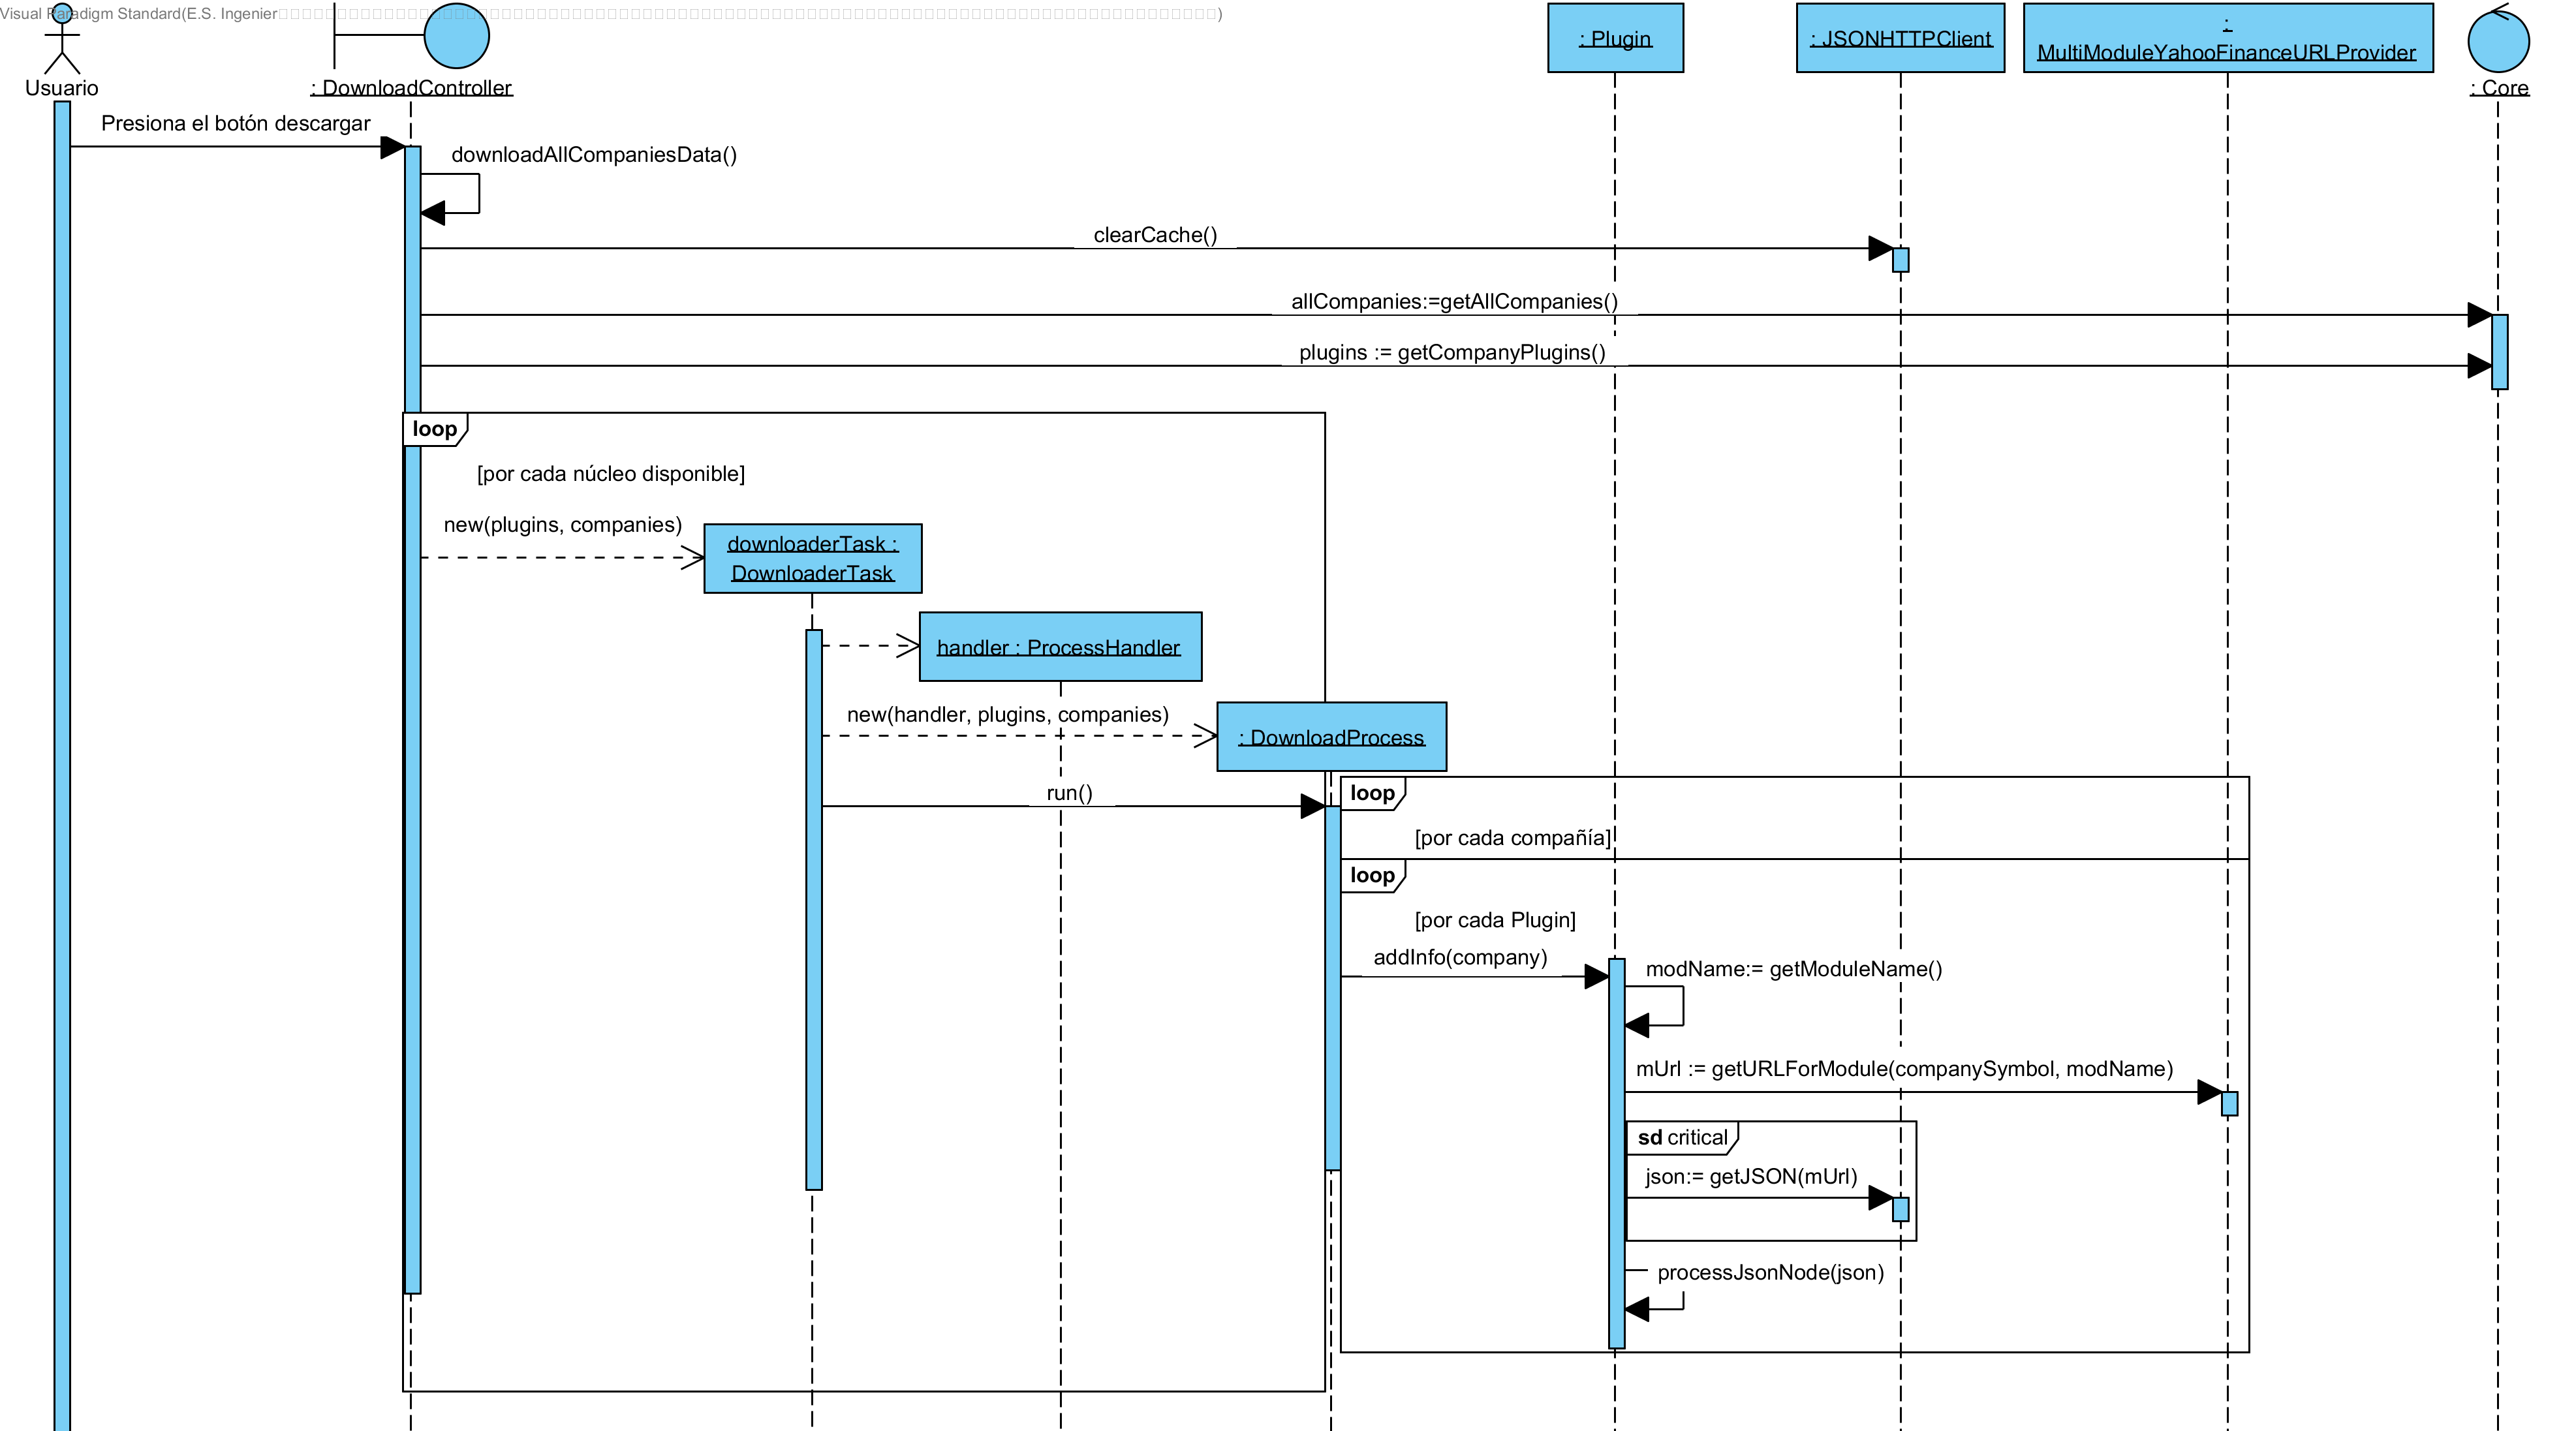 Visual Paradigm Standard(E.S. Ingenier
Usuario
: DownloadController
: Plugin
: JSONHTTPClient
:
MultiModuleYahooFinanceURLProvider
: Core
Presiona el botón descargar
downloadAllCompaniesData()
clearCache()
allCompanies:=getAllCompanies()
plugins := getCompanyPlugins()
loop
[por cada núcleo disponible]
new(plugins, companies)
downloaderTask :
DownloaderTask
handler : ProcessHandler
new(handler, plugins, companies)
: DownloadProcess
run()
loop
[por cada compañía]
loop
[por cada Plugin]
addInfo(company)
modName:= getModuleName()
mUrl := getURLForModule(companySymbol, modName)
sd critical
json:= getJSON(mUrl)
processJsonNode(json)